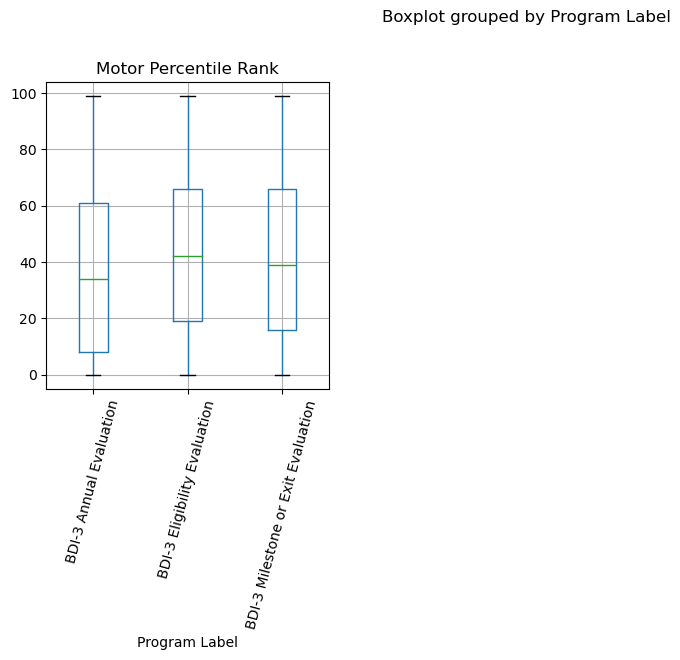 Boxplot grouped by Program Label
Motor Percentile Rank
100
80
60
40
20
0
BDI-3 Annual Evaluation
BDI-3 Eligibility Evaluation
BDI-3 Milestone or Exit Evaluation
Program Label